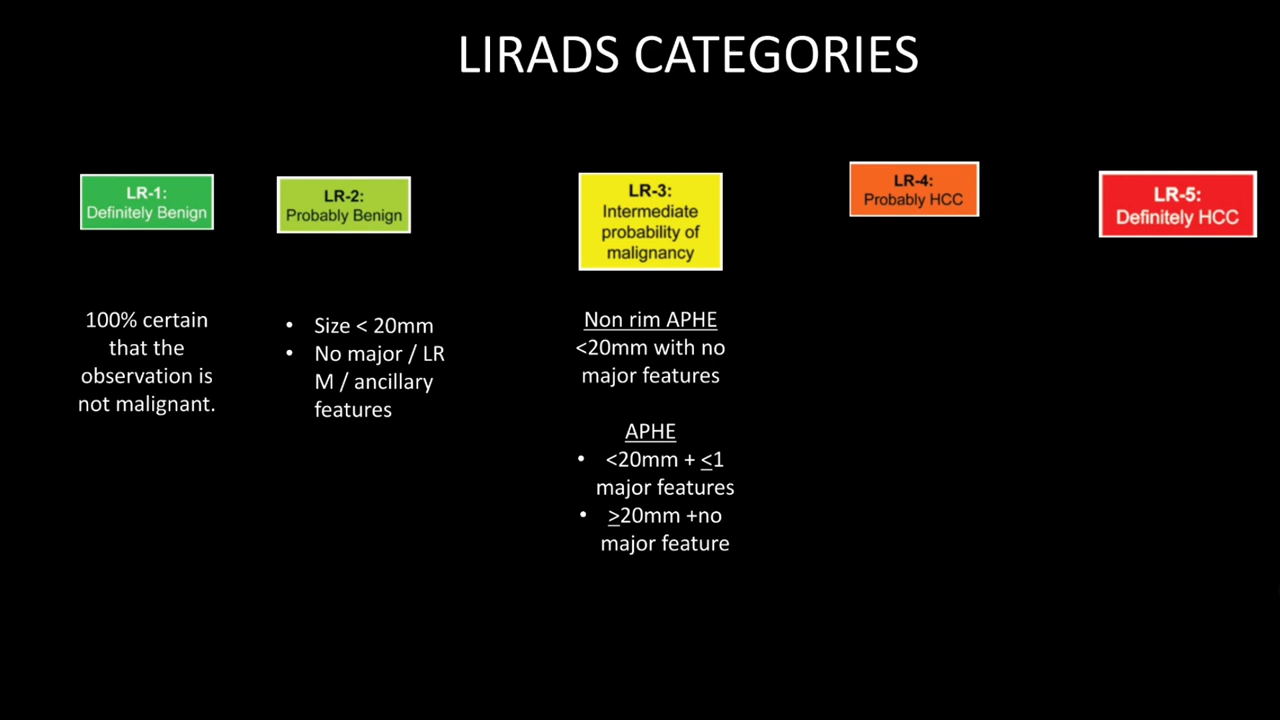 LIRADS CATEGORIES
LR-1:
Definitely Benign
LR-2:
Probably Benign
LR-3:
Intermediate
probability of
malignancy
LR-4:
Probably HCC
LR-5:
Definitely HCC
100% certain
that the
observation is
not malignant.
• Size < 20mm
• No major / LR
M / ancillary
features
Non rim APHE
<20mm with no
major features
APHE
• <20mm + <1
major features
• >20mm +no
major feature